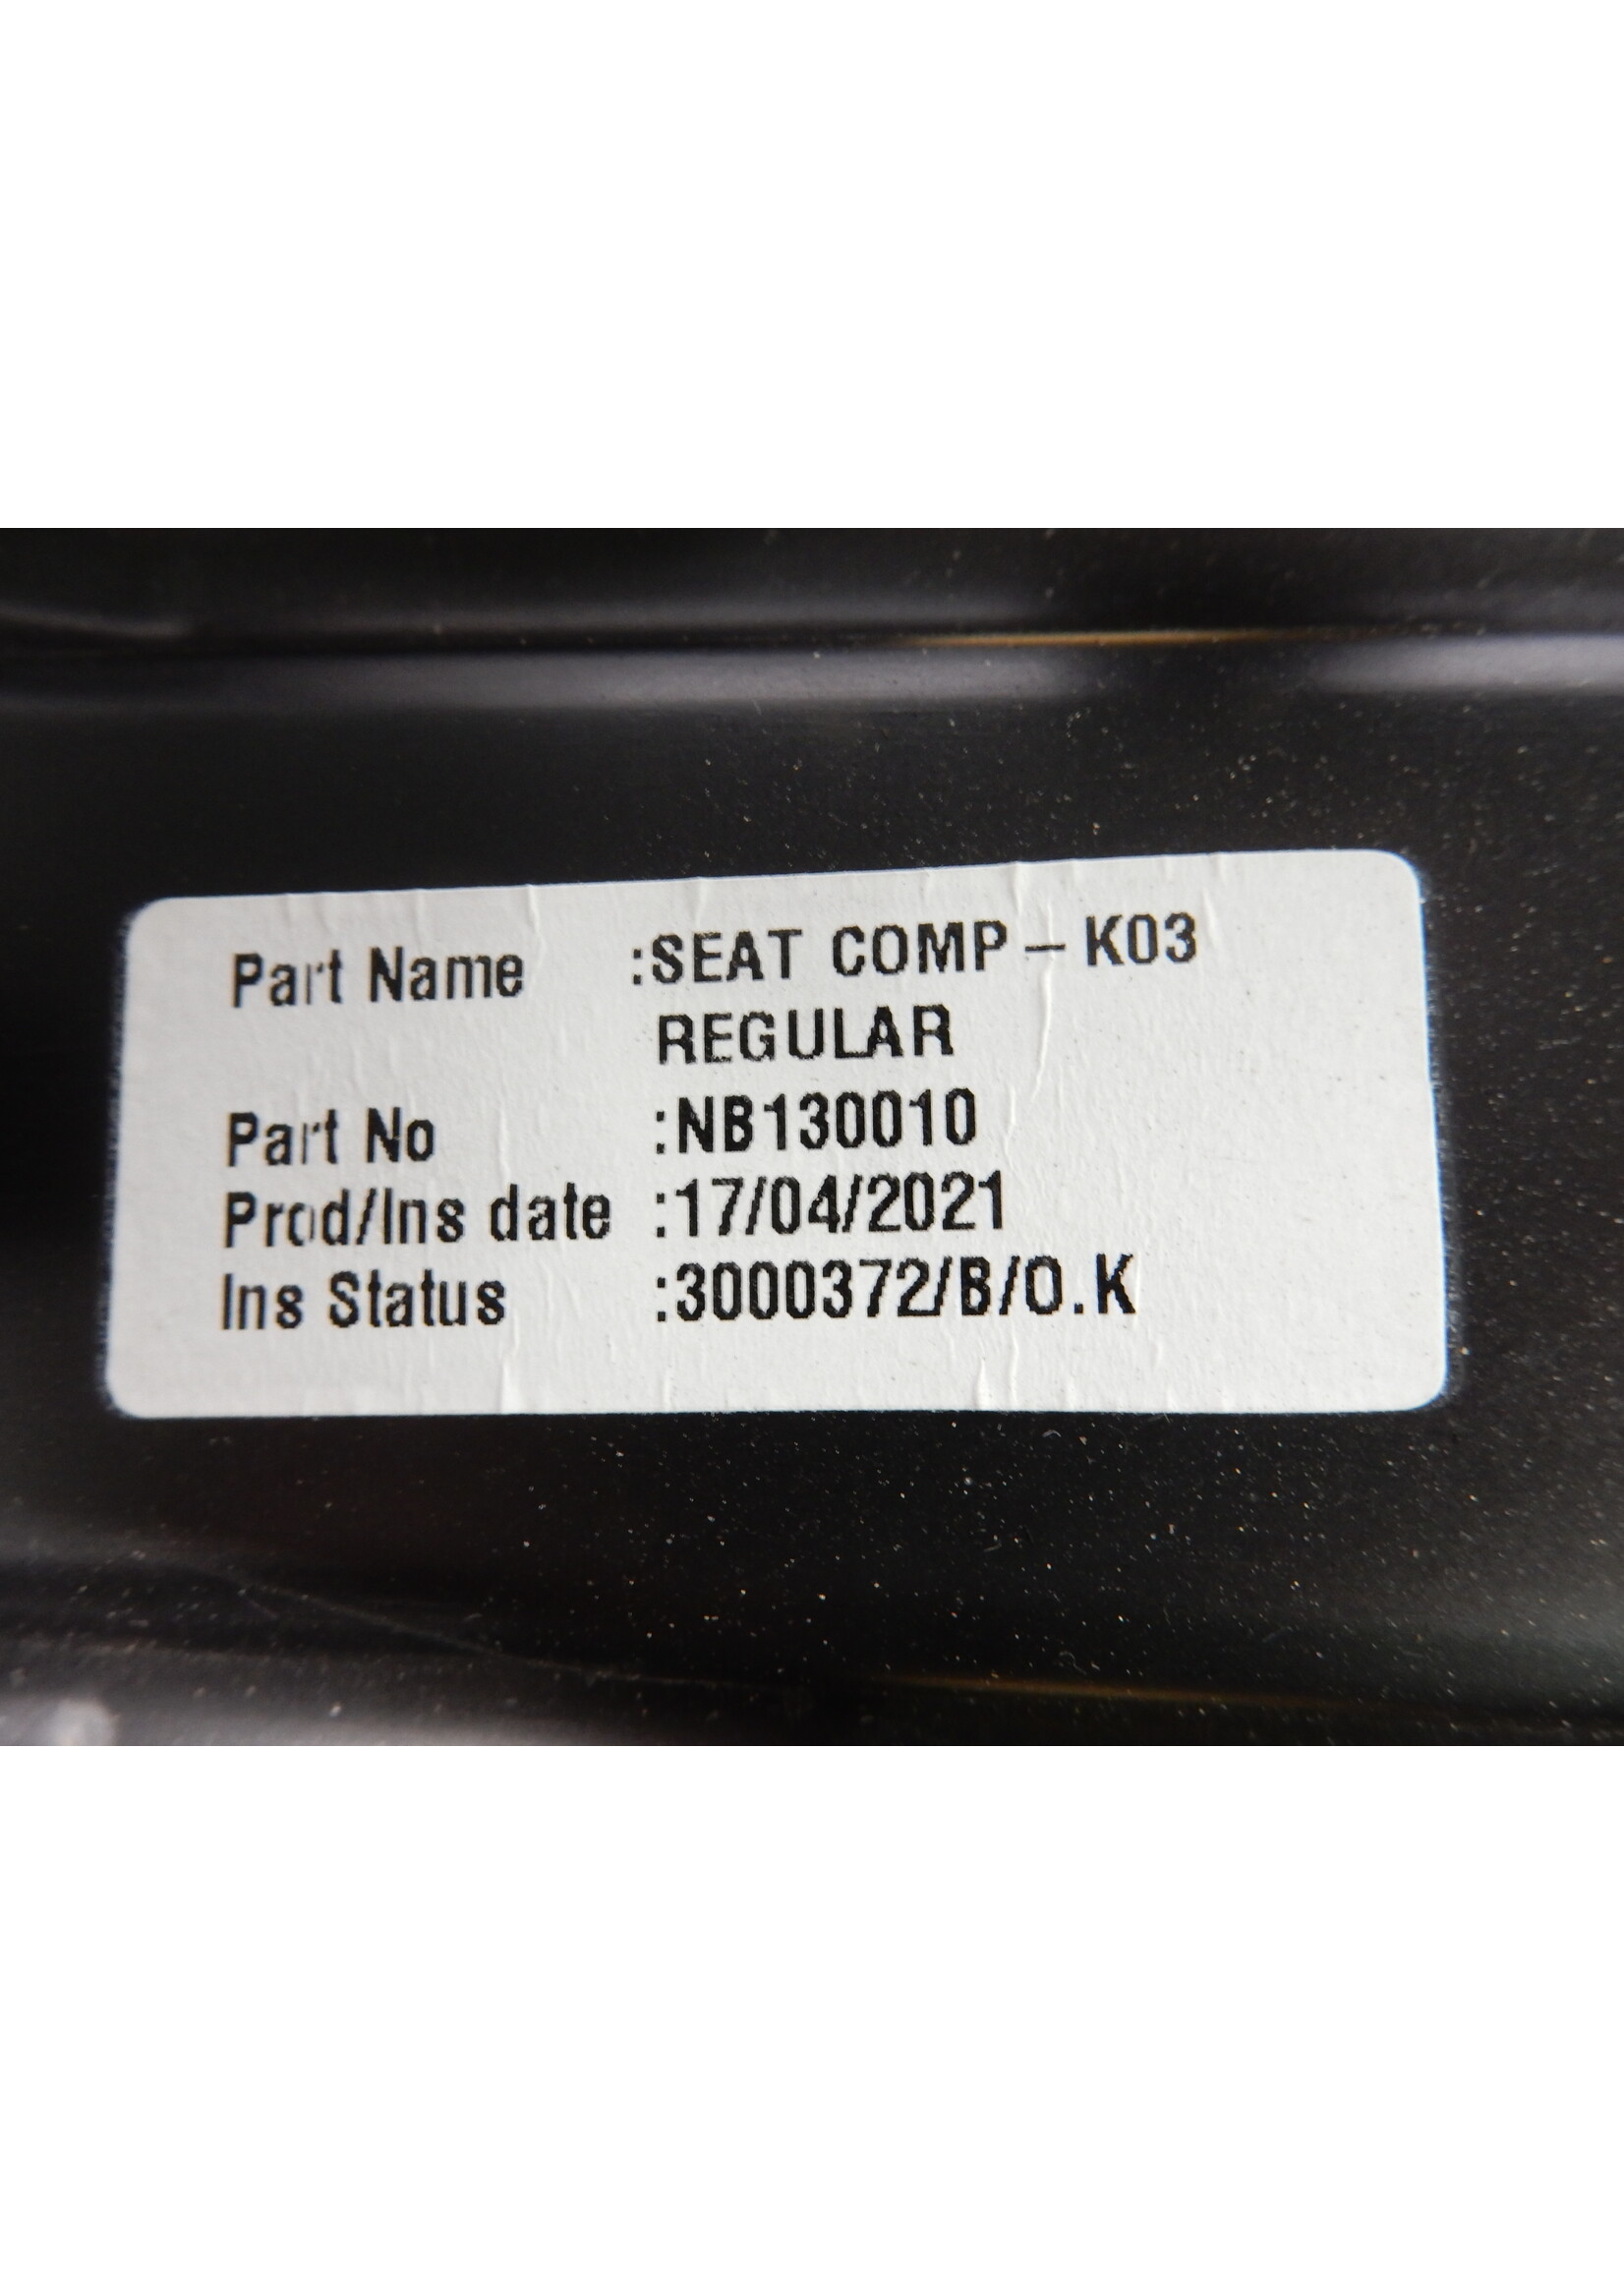 Part Name :SEAT COMP - K03
REGULAR
Part No :NB130010
Prod/Ins date :17/04/2021
Ins Status :3000372/B/O.K